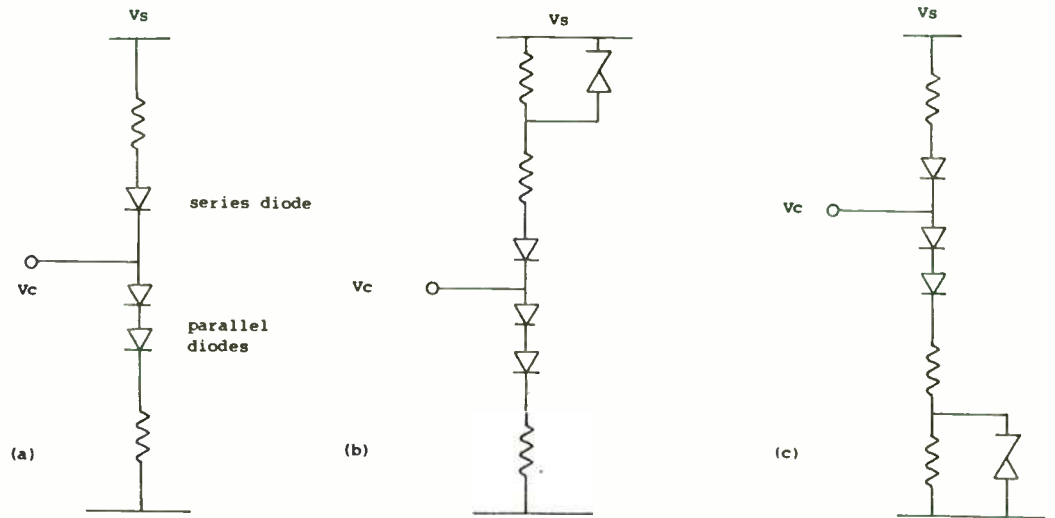 Vs
series diode
Vc
parallel
diodes
(a)
Vs
Vc
(b)
Vs
Vc
(c)